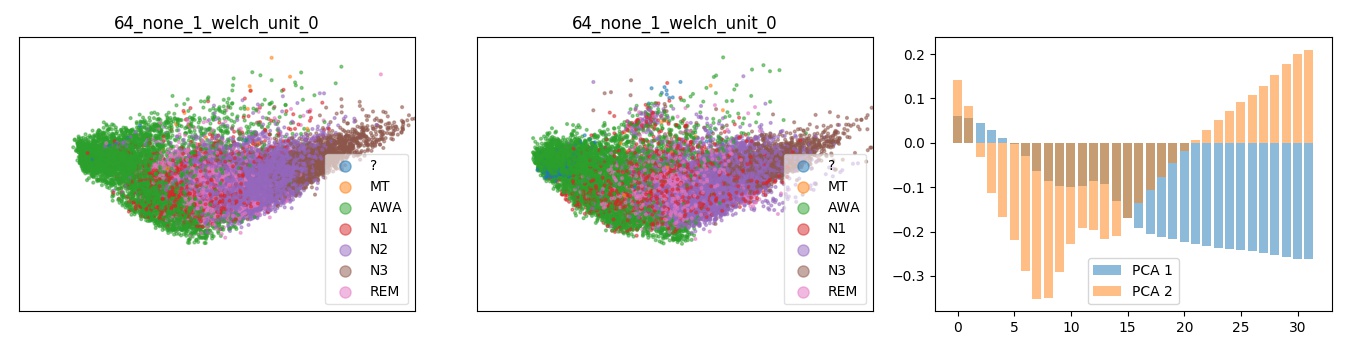 64_none_1_welch_unit_0
?
MT
AWA
N1
N2
N3
REM
64_none_1_welch_unit_0
?
MT
AWA
N1
N2
N3
REM
0.2
0.1
0.0
−0.1
−0.2
−0.3
PCA 1
PCA 2
0 5 10 15 20 25 30